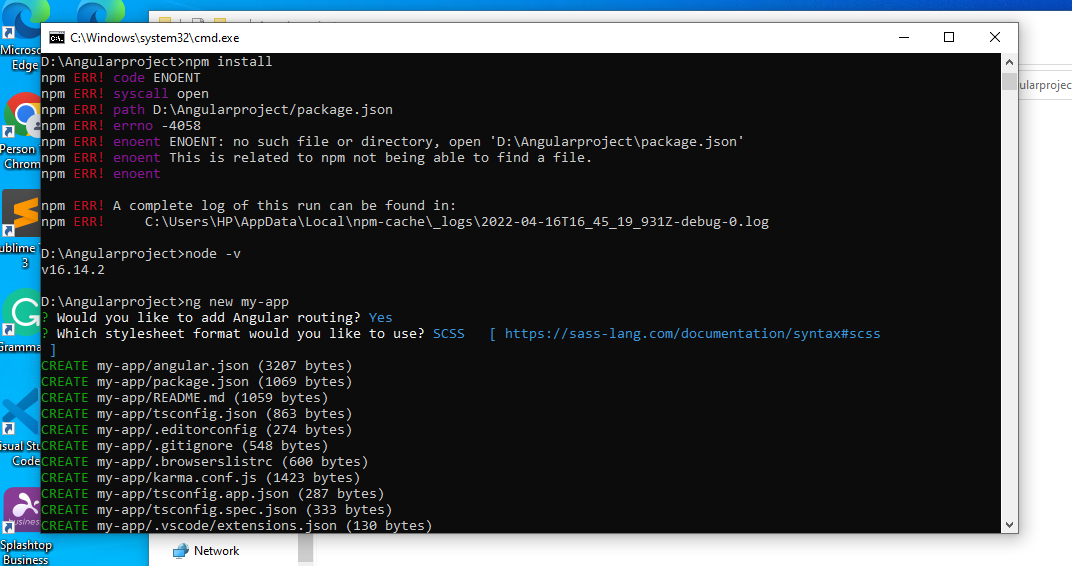 C:\Windows\system32\cmd.exe
D:\Angularproject>npm install
npm ERR! code ENOENT
npm ERR! syscall open
npm ERR! path D:\Angularproject/package.json
npm ERR! errno -4058
npm ERR! enoent ENOENT: no such file or directory, open 'D:\Angularproject\package.json'
npm ERR! enoent This is related to npm not being able to find a file.
npm ERR! enoent
npm ERR! A complete log of this run can be found in:
npm ERR!     C:\Users\HP\AppData\Local\npm-cache\_logs\2022-04-16T16_45_19_931Z-debug-0.log
D:\Angularproject>node -v
v16.14.2
D:\Angularproject>ng new my-app
? Would you like to add Angular routing? Yes
? Which stylesheet format would you like to use? SCSS   [ https://sass-lang.com/documentation/syntax#scss
 ]
CREATE my-app/angular.json (3207 bytes)
CREATE my-app/package.json (1069 bytes)
CREATE my-app/README.md (1059 bytes)
CREATE my-app/tsconfig.json (863 bytes)
CREATE my-app/.editorconfig (274 bytes)
CREATE my-app/.gitignore (548 bytes)
CREATE my-app/.browserslistrc (600 bytes)
CREATE my-app/karma.conf.js (1423 bytes)
CREATE my-app/tsconfig.app.json (287 bytes)
CREATE my-app/tsconfig.spec.json (333 bytes)
CREATE my-app/.vscode/extensions.json (130 bytes)
Microso
Edge
Person
Chrom
ublime
3
Gramma
isual Stu
Code
business
Splashtop
Business
Network
ularprojec